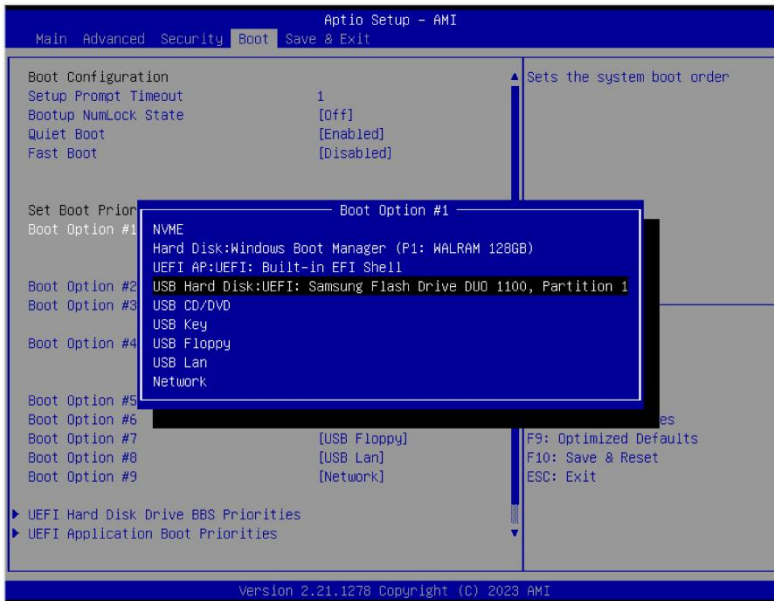 Aptio Setup – AMI
Main Advanced Security Boot Save & Exit
Boot Configuration
Setup Prompt Timeout 1
Bootup NumLock State [Off]
Quiet Boot [Enabled]
Fast Boot [Disabled]
Sets the system boot order
Set Boot Prior
Boot Option #1
Boot Option #2
Boot Option #3
Boot Option #4
Boot Option #5
Boot Option #6
Boot Option #7 [USB Floppy]
Boot Option #8 [USB Lan]
Boot Option #9 [Network]
UEFI Hard Disk Drive BBS Priorities
UEFI Application Boot Priorities
Boot Option #1
NVME
Hard Disk:Windows Boot Manager (P1: WALRAM 128GB)
UEFI AP:UEFI: Built-in EFI Shell
USB Hard Disk:UEFI: Samsung Flash Drive DUO 1100, Partition 1
USB CD/DVD
USB Key
USB Floppy
USB Lan
Network
es
F9: Optimized Defaults
F10: Save & Reset
ESC: Exit
Version 2.21.1278 Copyright (C) 2023 AMI